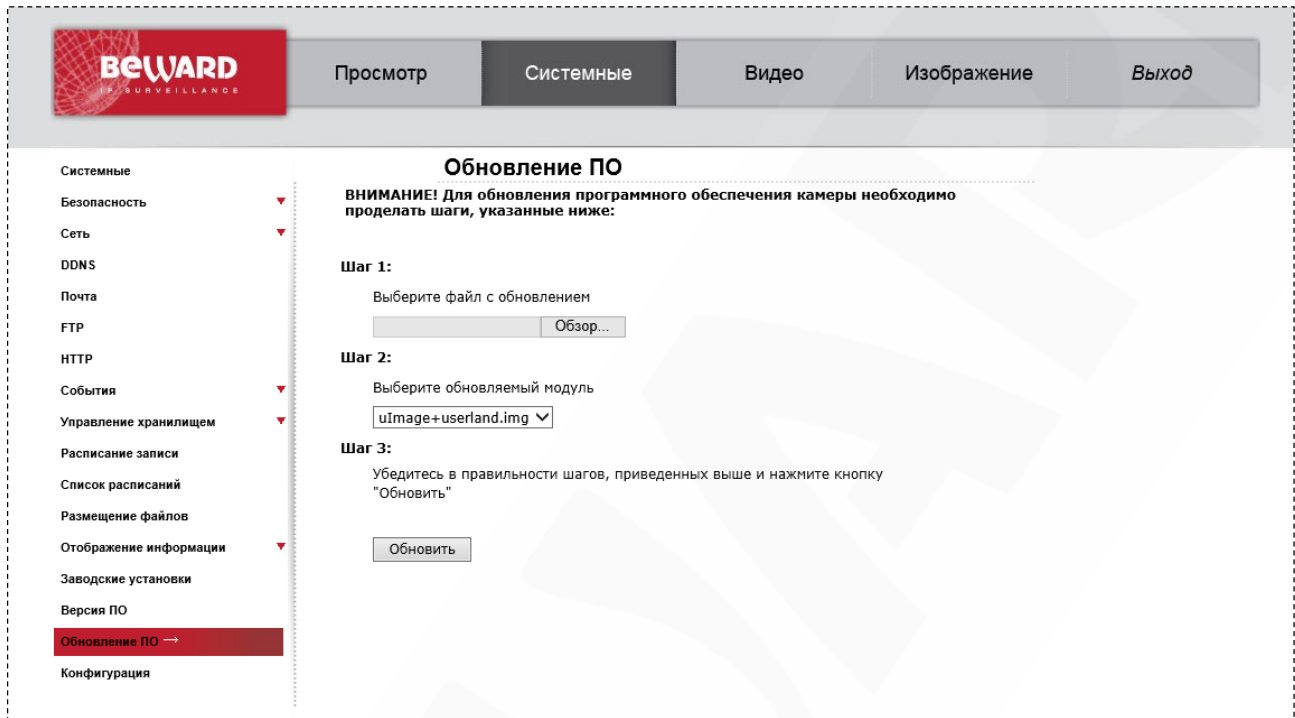 BEWARD
IP SURVEILLANCE
Просмотр
Системные
Видео
Изображение
Выход
Системные
Безопасность
Сеть
DDNS
Почта
FTP
HTTP
События
Управление хранилищем
Расписание записи
Список расписаний
Размещение файлов
Отображение информации
Заводские установки
Версия ПО
Обновление ПО →
Конфигурация
Обновление ПО
ВНИМАНИЕ! Для обновления программного обеспечения камеры необходимо
проделать шаги, указанные ниже:
Шаг 1:
Выберите файл с обновлением
Обзор...
Шаг 2:
Выберите обновляемый модуль
uImage+userland.img
Шаг 3:
Убедитесь в правильности шагов, приведенных выше и нажмите кнопку
"Обновить"
Обновить